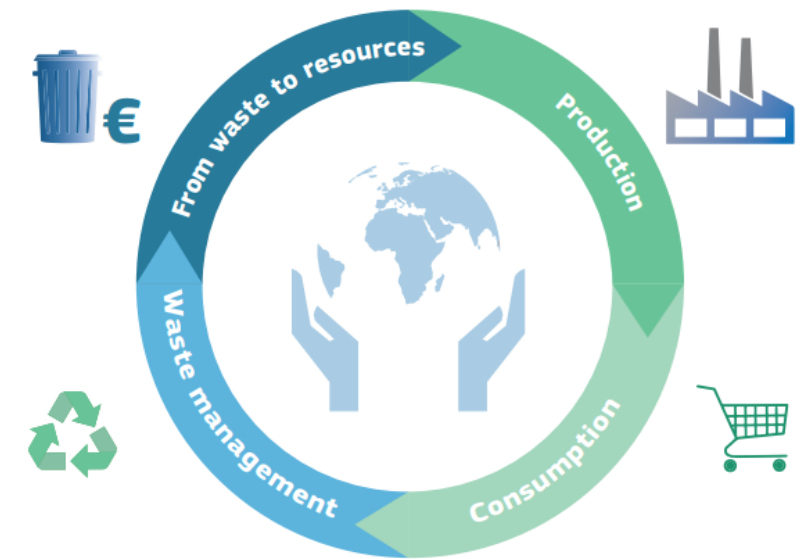 From waste to resources
Production
€
Waste management
Consumption